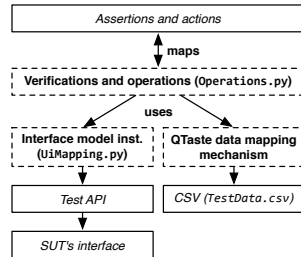 Assertions and actions
maps
Verifications and operations (Operations.py)
uses
Interface model inst.
(UiMapping.py)
QTaste data mapping
mechanism
Test API
CSV (TestData.csv)
SUT's interface